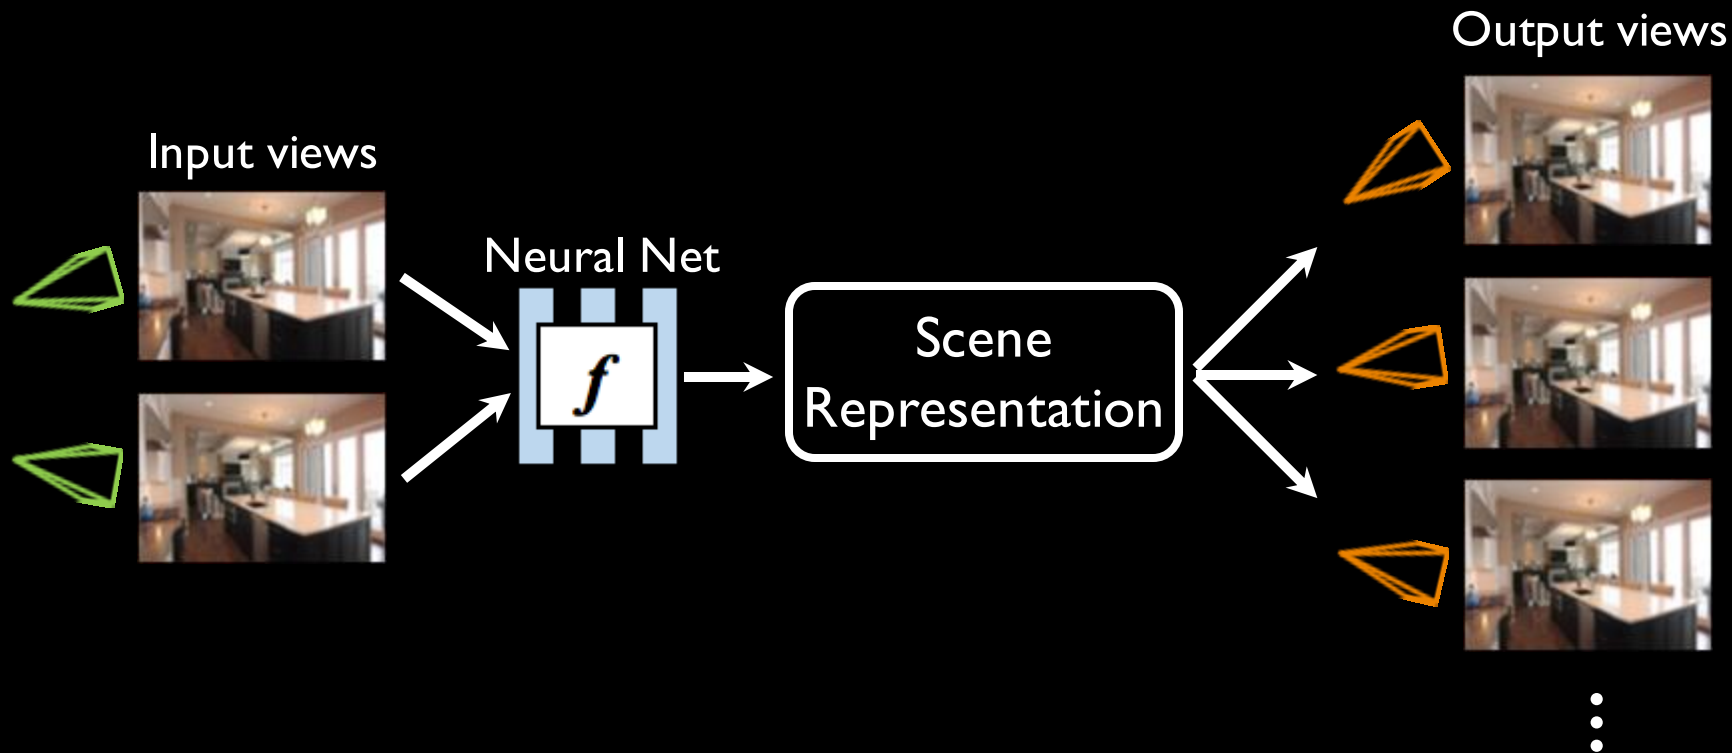 Output views
Input views
Neural Net
f
Scene
Representation